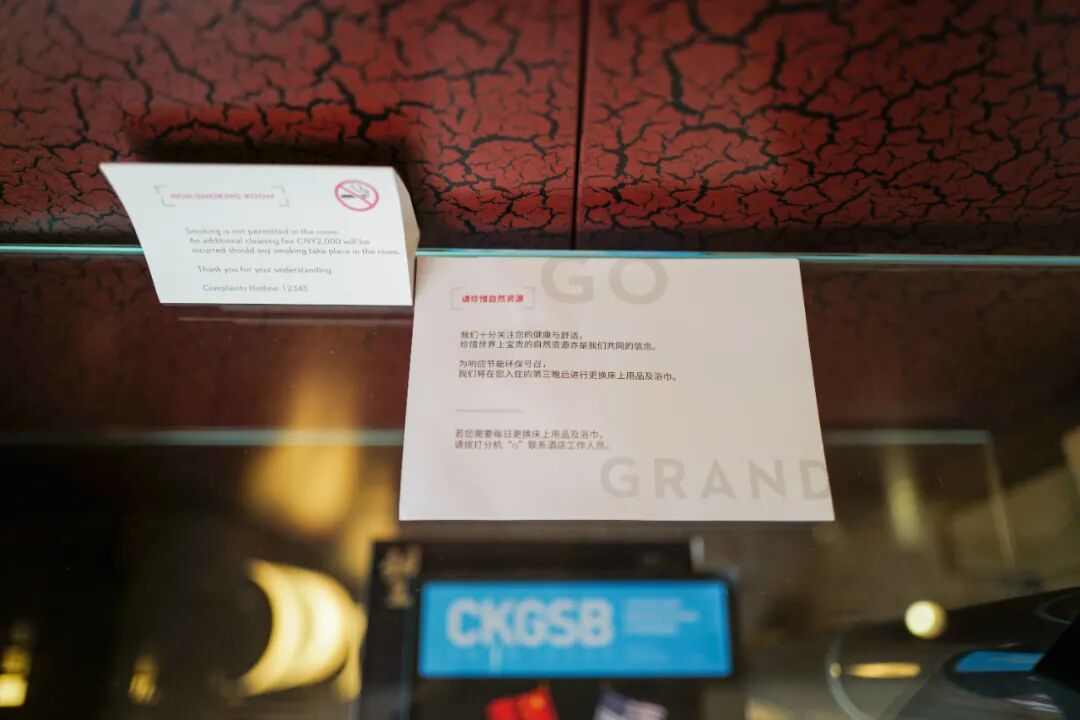 NON-SMOKING ROOM
Smoking is not permitted in the room.
An additional cleaning fee CNY2,000 will be
incurred should any smoking take place in the room.
Thank you for your understanding
Complaints Hotline: 12345
GO
请珍惜自然资源
我们十分关注您的健康与舒适。
珍惜世界上宝贵的自然资源亦是我们共同的信念。
为响应节能环保号召，
我们将在您入住的第三晚后进行更换床上用品及浴巾。
若您需要每日更换床上用品及浴巾，
请拨打分机“0”联系酒店工作人员。
GRAND
CKGSB